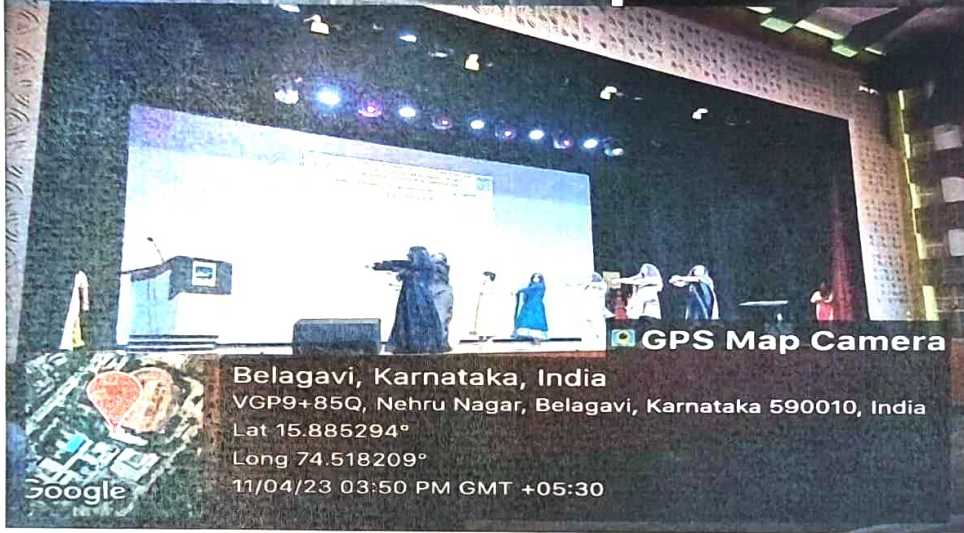 GPS Map Camera
Belagavi, Karnataka, India
VGP9+85Q, Nehru Nagar, Belagavi, Karnataka 590010, India
Lat 15.885294°
Long 74.518209°
11/04/23 03:50 PM GMT +05:30
Google